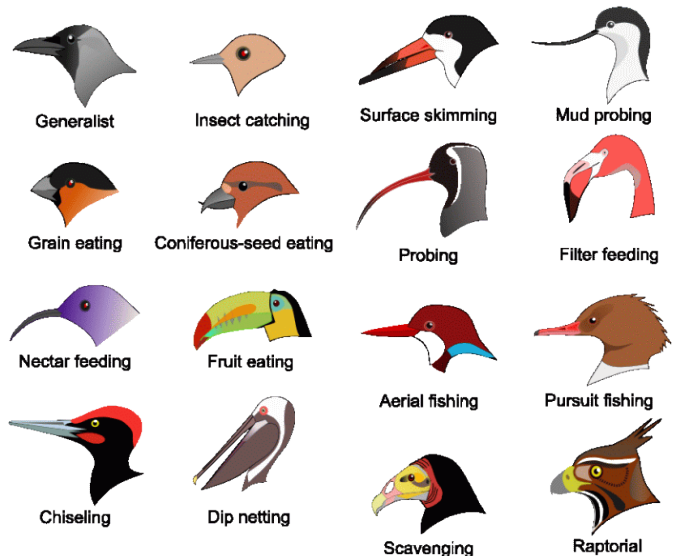 Generalist
Insect catching
Surface skimming
Mud probing
Grain eating
Coniferous-seed eating
Probing
Filter feeding
Nectar feeding
Fruit eating
Aerial fishing
Pursuit fishing
Chiseling
Dip netting
Scavenging
Raptorial